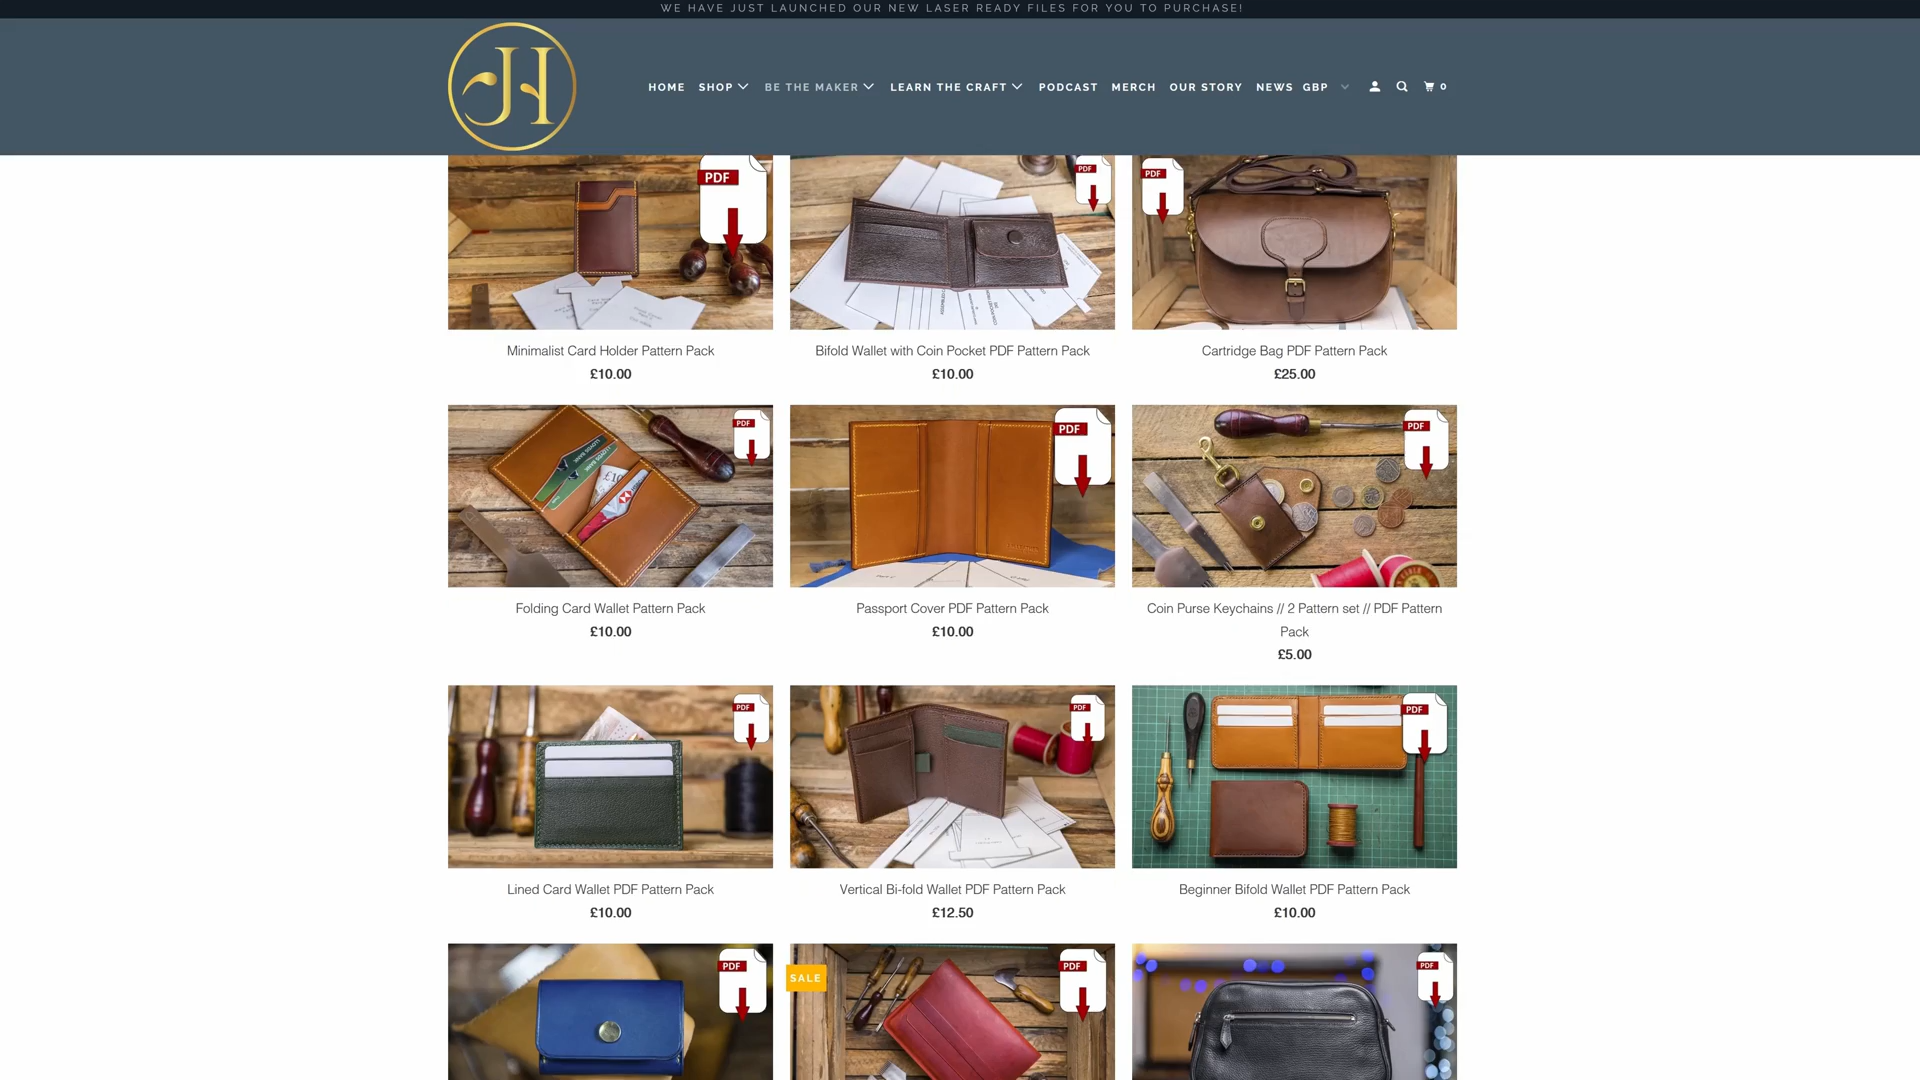 WE HAVE JUST LAUNCHED OUR NEW LASER READY FILES FOR YOU TO PURCHASE!
JH
HOME SHOP BE THE MAKER LEARN THE CRAFT PODCAST MERCH OUR STORY NEWS GBP 0
PDF PDF PDF
Minimalist Card Holder Pattern Pack
£10.00
Bifold Wallet with Coin Pocket PDF Pattern Pack
£10.00
Cartridge Bag PDF Pattern Pack
£25.00
PDF PDF PDF
Folding Card Wallet Pattern Pack
£10.00
Passport Cover PDF Pattern Pack
£10.00
Coin Purse Keychains // 2 Pattern set // PDF Pattern
Pack
£5.00
PDF PDF PDF
Lined Card Wallet PDF Pattern Pack
£10.00
Vertical Bi-fold Wallet PDF Pattern Pack
£12.50
Beginner Bifold Wallet PDF Pattern Pack
£10.00
PDF SALE PDF PDF